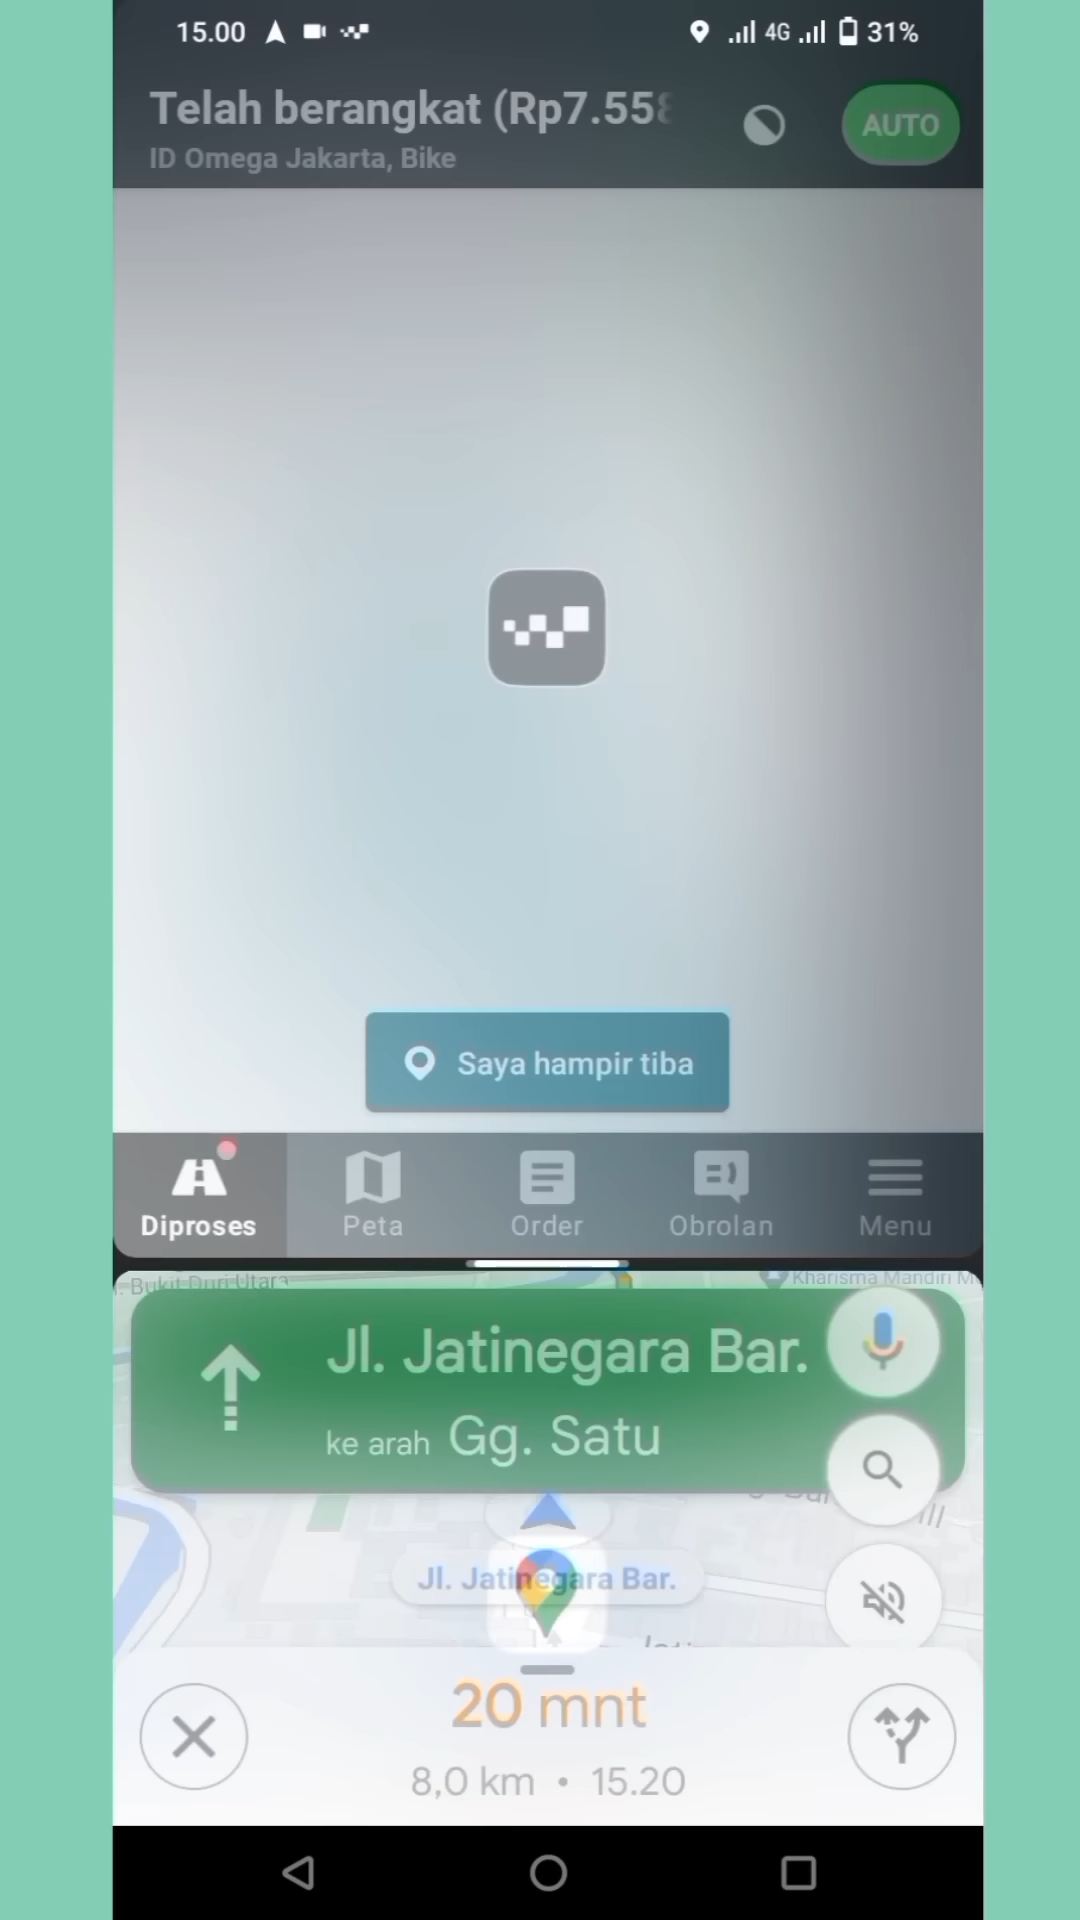 15.00
4G
31%
Telah berangkat (Rp7.558
AUTO
ID Omega Jakarta, Bike
Saya hampir tiba
Diproses
Peta
Order
Obrolan
Menu
Bukit Duri Utara
Kharisma Mandiri M
Jl. Jatinegara Bar.
ke arah Gg. Satu
Jl. Jatinegara Bar.
20 mnt
8,0 km • 15.20